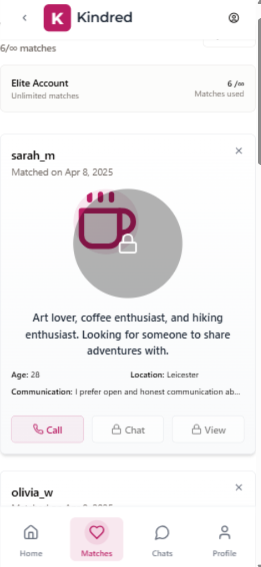 Kindred
6/∞ matches
Elite Account
6 /∞
Unlimited matches
Matches used
sarah_m
Matched on Apr 8, 2025
Art lover, coffee enthusiast, and hiking
enthusiast. Looking for someone to share
adventures with.
Age: 28
Location: Leicester
Communication: I prefer open and honest communication ab...
Call
Chat
View
olivia_w
Home
Matches
Chats
Profile